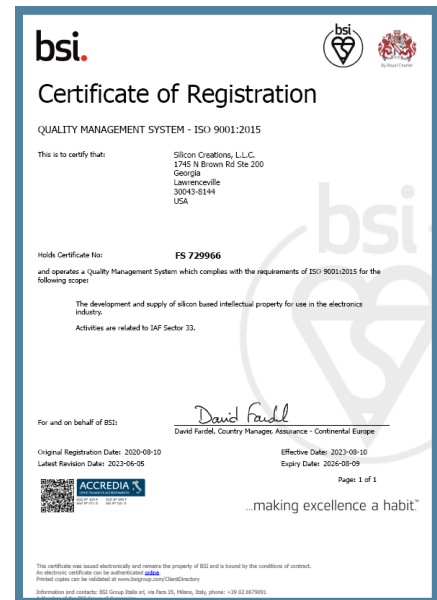 bsi.
bsi
By Royal Charter
Certificate of Registration
QUALITY MANAGEMENT SYSTEM - ISO 9001:2015
This is to certify that:
Silicon Creations, L.L.C.
1745 N Brown Rd Ste 200
Georgia
Lawrenceville
30043-8144
USA
bsi
Holds Certificate No:
FS 729966
and operates a Quality Management System which complies with the requirements of ISO 9001:2015 for the
following scope:
The development and supply of silicon based intellectual property for use in the electronics
industry.
Activities are related to IAF Sector 33.
For and on behalf of BSI:
David Fardel
David Fardel, Country Manager, Assurance - Continental Europe
Original Registration Date: 2020-08-10
Effective Date: 2023-08-10
Latest Revision Date: 2023-06-05
Expiry Date: 2026-08-09
Page: 1 of 1
ACCREDIA
...making excellence a habit.™
This certificate was issued electronically and remains the property of BSI and is bound by the conditions of contract.
An electronic certificate can be authenticated online.
Printed copies can be validated at www.bsigroup.com/ClientDirectory
Information and contacts: BSI Group Italia srl, via Fara 35, Milano, Italy, phone: +39 02 6679091